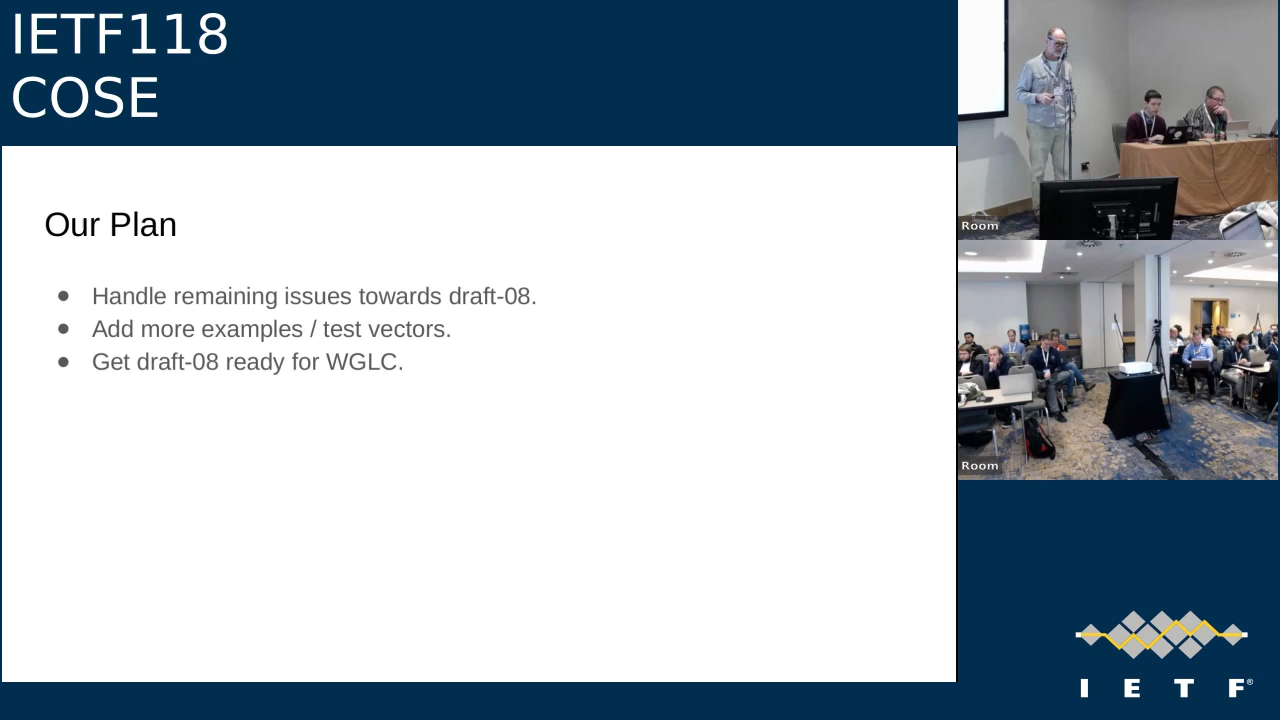 IETF118
COSE
Our Plan
● Handle remaining issues towards draft-08.
● Add more examples / test vectors.
● Get draft-08 ready for WGLC.
Room
Room
I E T F®